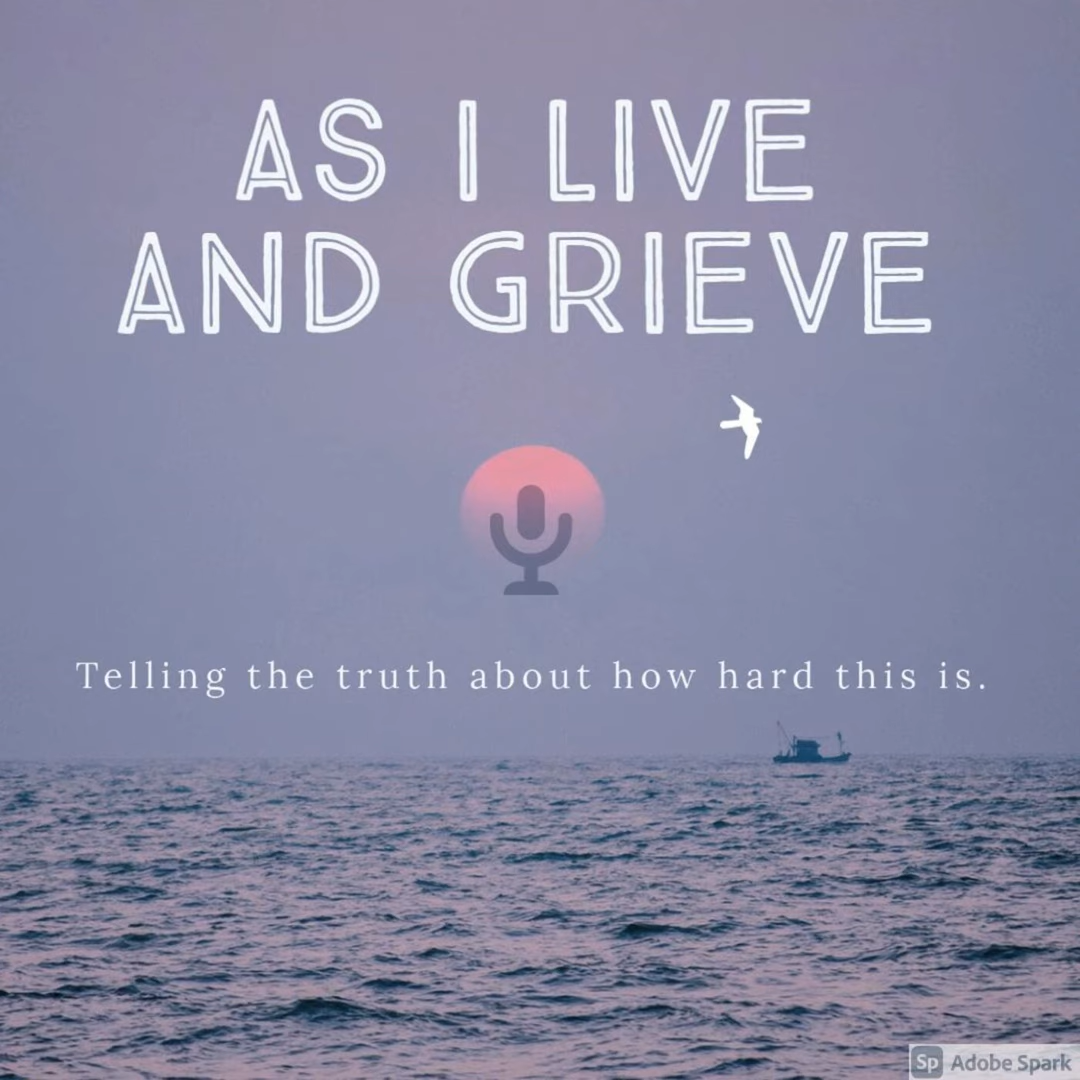 AS I LIVE
AND GRIEVE
Telling the truth about how hard this is.
Sp Adobe Spark